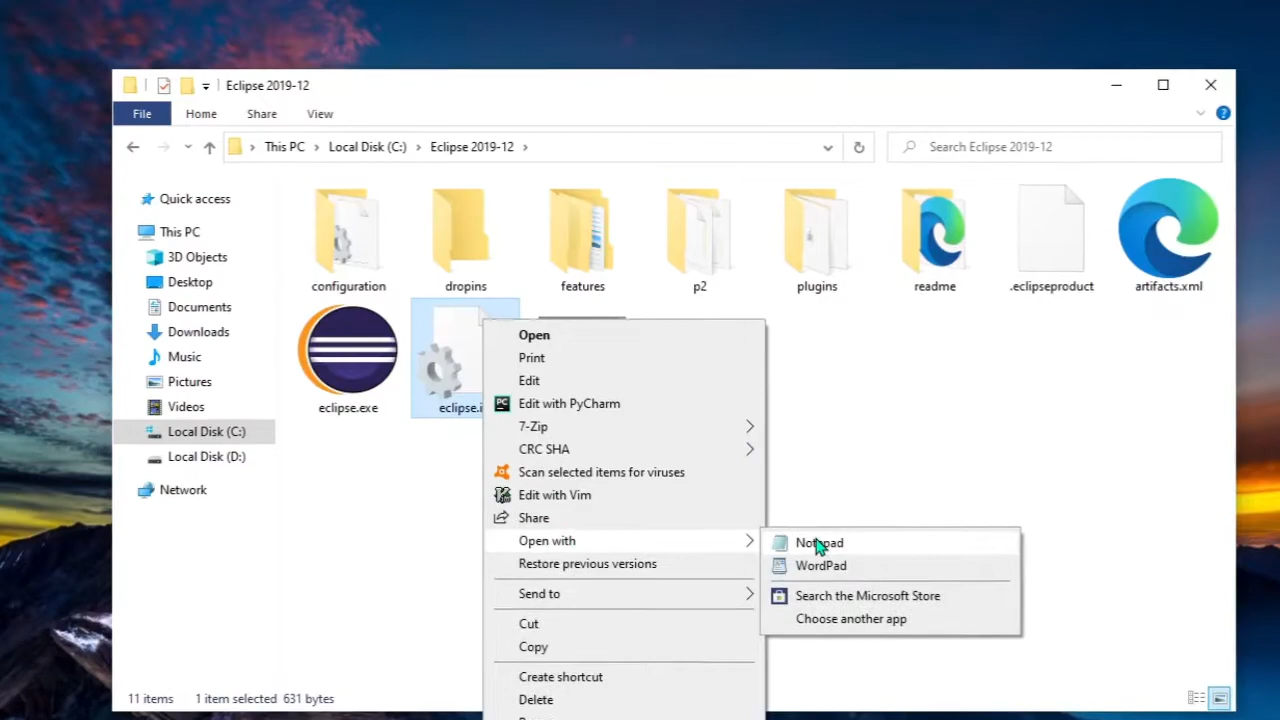 Eclipse 2019-12
File Home Share View
This PC Local Disk (C:) Eclipse 2019-12
Search Eclipse 2019-12
Quick access
This PC
3D Objects
Desktop
Documents
Downloads
Music
Pictures
Videos
Local Disk (C:)
Local Disk (D:)
Network
configuration dropins features p2 plugins readme .eclipseproduct artifacts.xml
eclipse.exe eclipse.i
Open
Print
Edit
PC Edit with PyCharm
7-Zip
CRC SHA
Scan selected items for viruses
Edit with Vim
Share
Open with
Restore previous versions
Send to
Cut
Copy
Create shortcut
Delete
Notepad
WordPad
Search the Microsoft Store
Choose another app
11 items 1 item selected 631 bytes